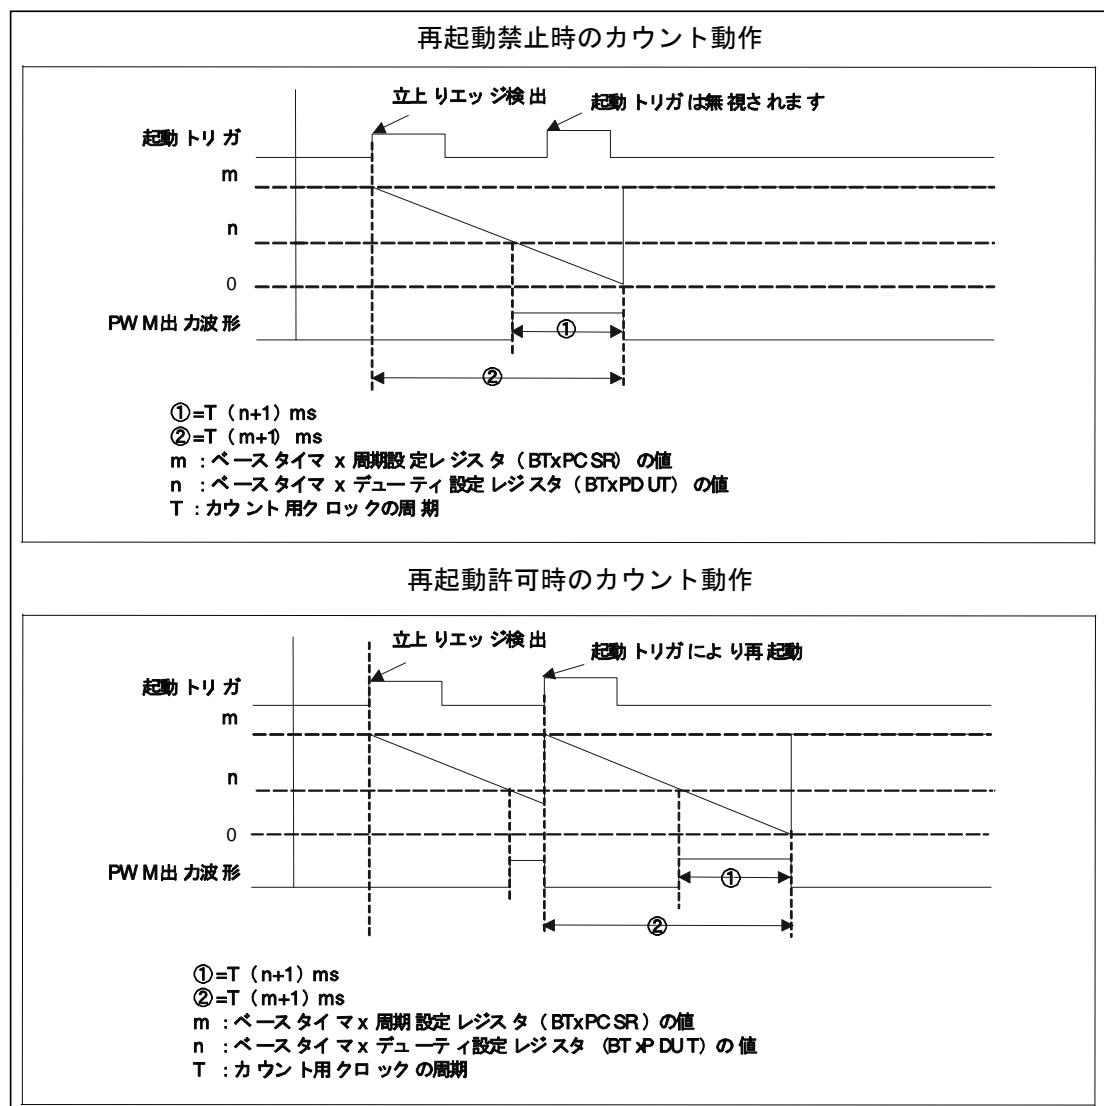 再起動禁止時のカウント動作
立上りエッジ検出
起動トリガは無視されます
起動トリガ
m
n
0
PWM出力波形
①
②
①=T（n+1）ms
②=T（m+1）ms
m ：ベースタイマ x 周期設定レジスタ（BTxPCSR）の値
n ：ベースタイマ x デューティ設定レジスタ（BTxPDUT）の値
T ：カウント用クロックの周期
再起動許可時のカウント動作
立上りエッジ検出
起動トリガにより再起動
起動トリガ
m
n
0
PWM出力波形
①
②
①=T（n+1）ms
②=T（m+1）ms
m ：ベースタイマ x 周期設定レジスタ（BTxPCSR）の値
n ：ベースタイマ x デューティ設定レジスタ（BTxPDUT）の値
T ：カウント用クロックの周期